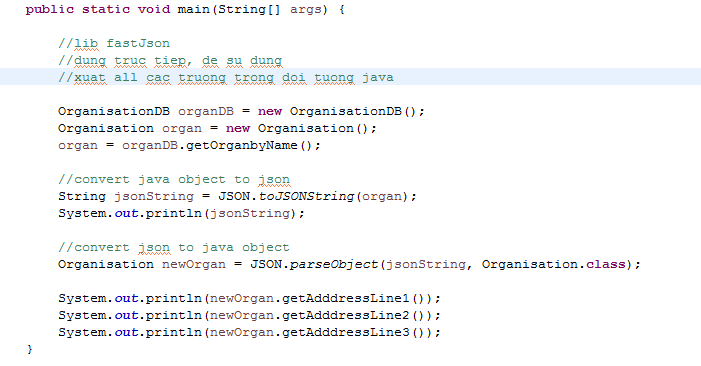 public static void main(String[] args) {
//lib fastJson
//dung truc tiep, de su dung
//xuat all cac truong trong doi tuong java
OrganisationDB organDB = new OrganisationDB();
Organisation organ = new Organisation();
organ = organDB.getOrganbyName();
//convert java object to json
String jsonString = JSON.toJSONString(organ);
System.out.println(jsonString);
//convert json to java object
Organisation newOrgan = JSON.parseObject(jsonString, Organisation.class);
System.out.println(newOrgan.getAdddressLine1());
System.out.println(newOrgan.getAdddressLine2());
System.out.println(newOrgan.getAdddressLine3());
}